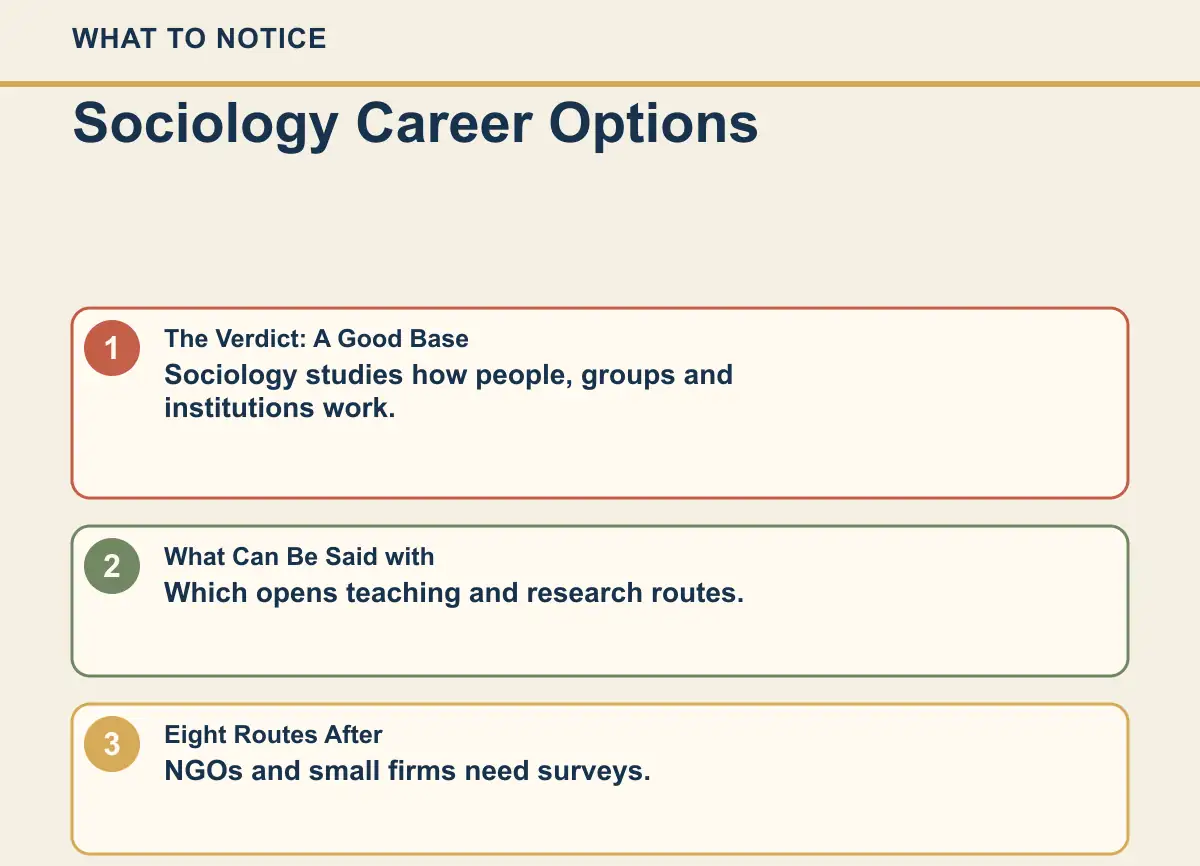 WHAT TO NOTICE
Sociology Career Options
1
The Verdict: A Good Base
Sociology studies how people, groups and
institutions work.
2
What Can Be Said with
Which opens teaching and research routes.
3
Eight Routes After
NGOs and small firms need surveys.